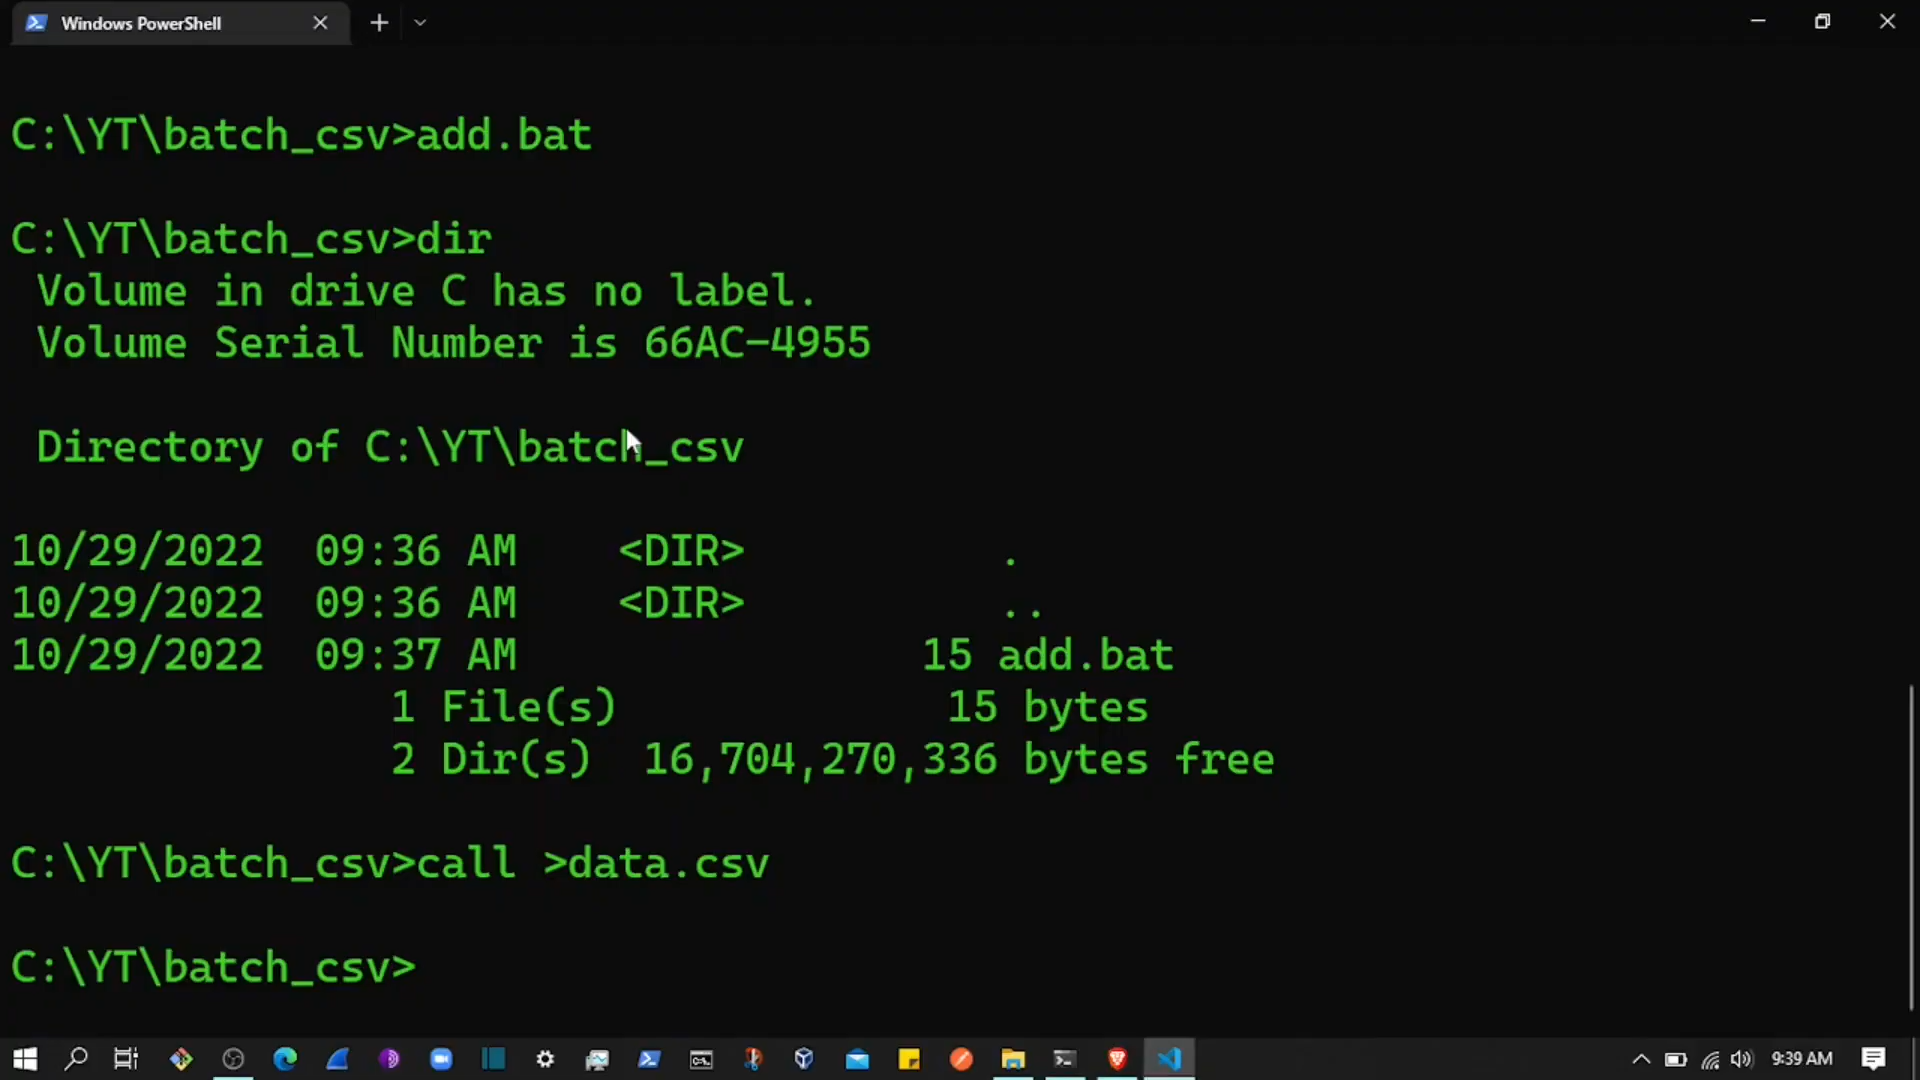 Windows PowerShell
C:\YT\batch_csv>add.bat
C:\YT\batch_csv>dir
Volume in drive C has no label.
Volume Serial Number is 66AC-4955
Directory of C:\YT\batch_csv
10/29/2022  09:36 AM    <DIR>          .
10/29/2022  09:36 AM    <DIR>          ..
10/29/2022  09:37 AM                15 add.bat
1 File(s)             15 bytes
2 Dir(s)  16,704,270,336 bytes free
C:\YT\batch_csv>call >data.csv
C:\YT\batch_csv>
9:39 AM